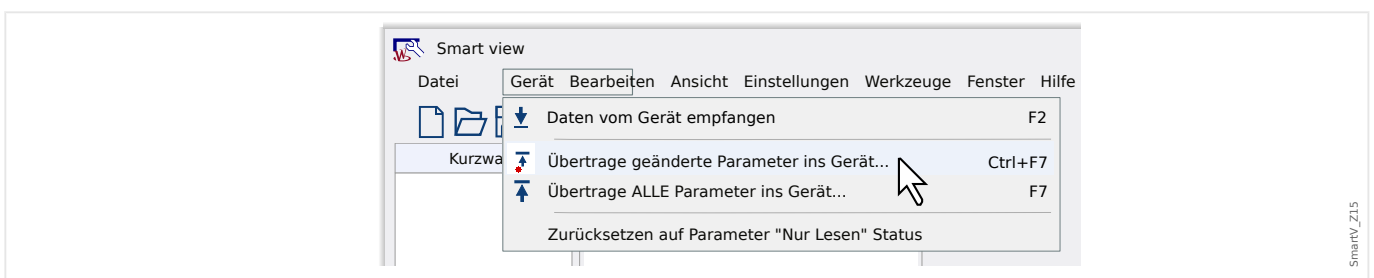 Smart view
Datei Gerät Bearbeiten Ansicht Einstellungen Werkzeuge Fenster Hilfe
Daten vom Gerät empfangen F2
Kurzwa
Übertrage geänderte Parameter ins Gerät... Ctrl+F7
Übertrage ALLE Parameter ins Gerät... F7
Zurücksetzen auf Parameter "Nur Lesen" Status
SmartV_Z15